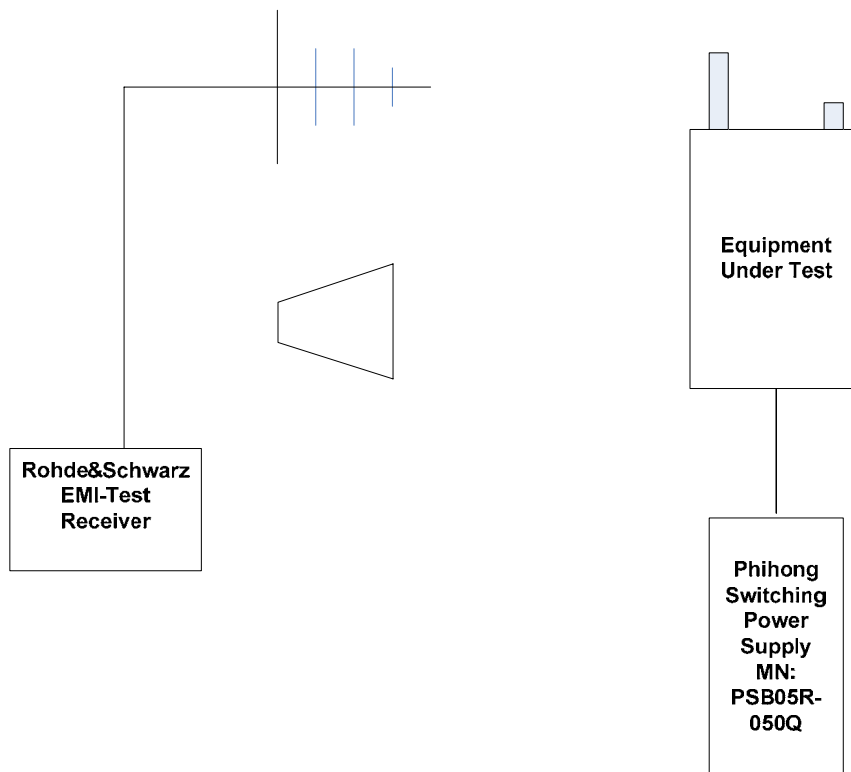 Equipment
Under Test
Rohde&Schwarz
EMI-Test
Receiver
Phihong
Switching
Power
Supply
MN:
PSB05R-
050Q